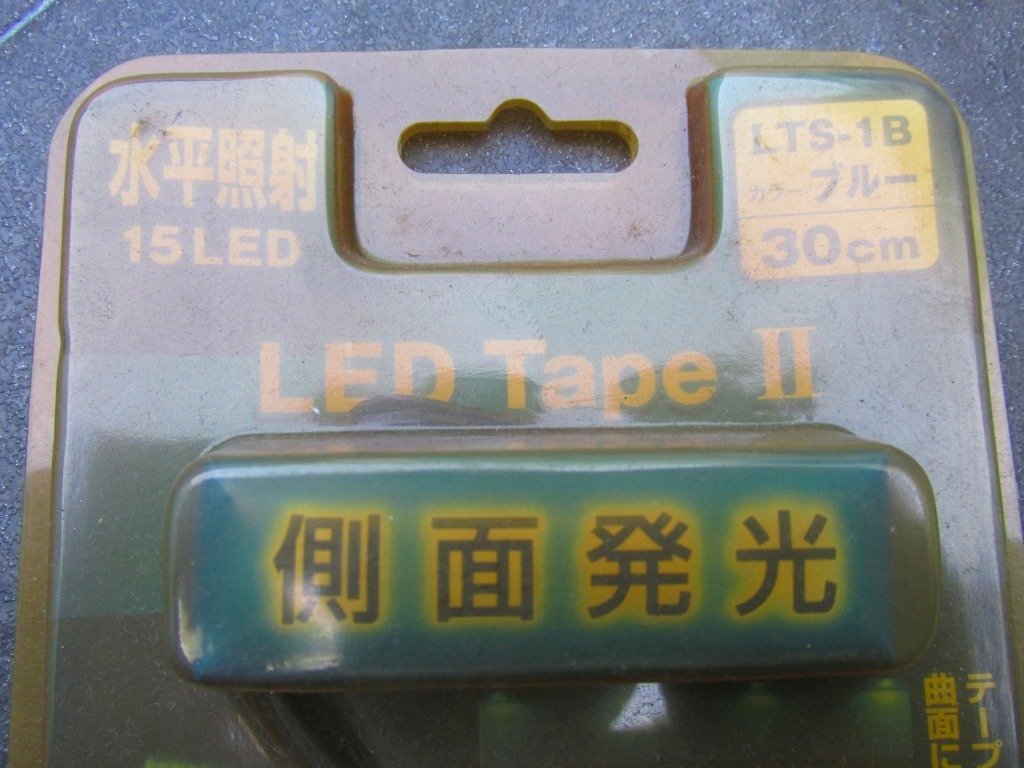 水平照射
15LED
LTS-1B
カラー ブルー
30cm
LED Tape II
側面発光
テープ
曲面に